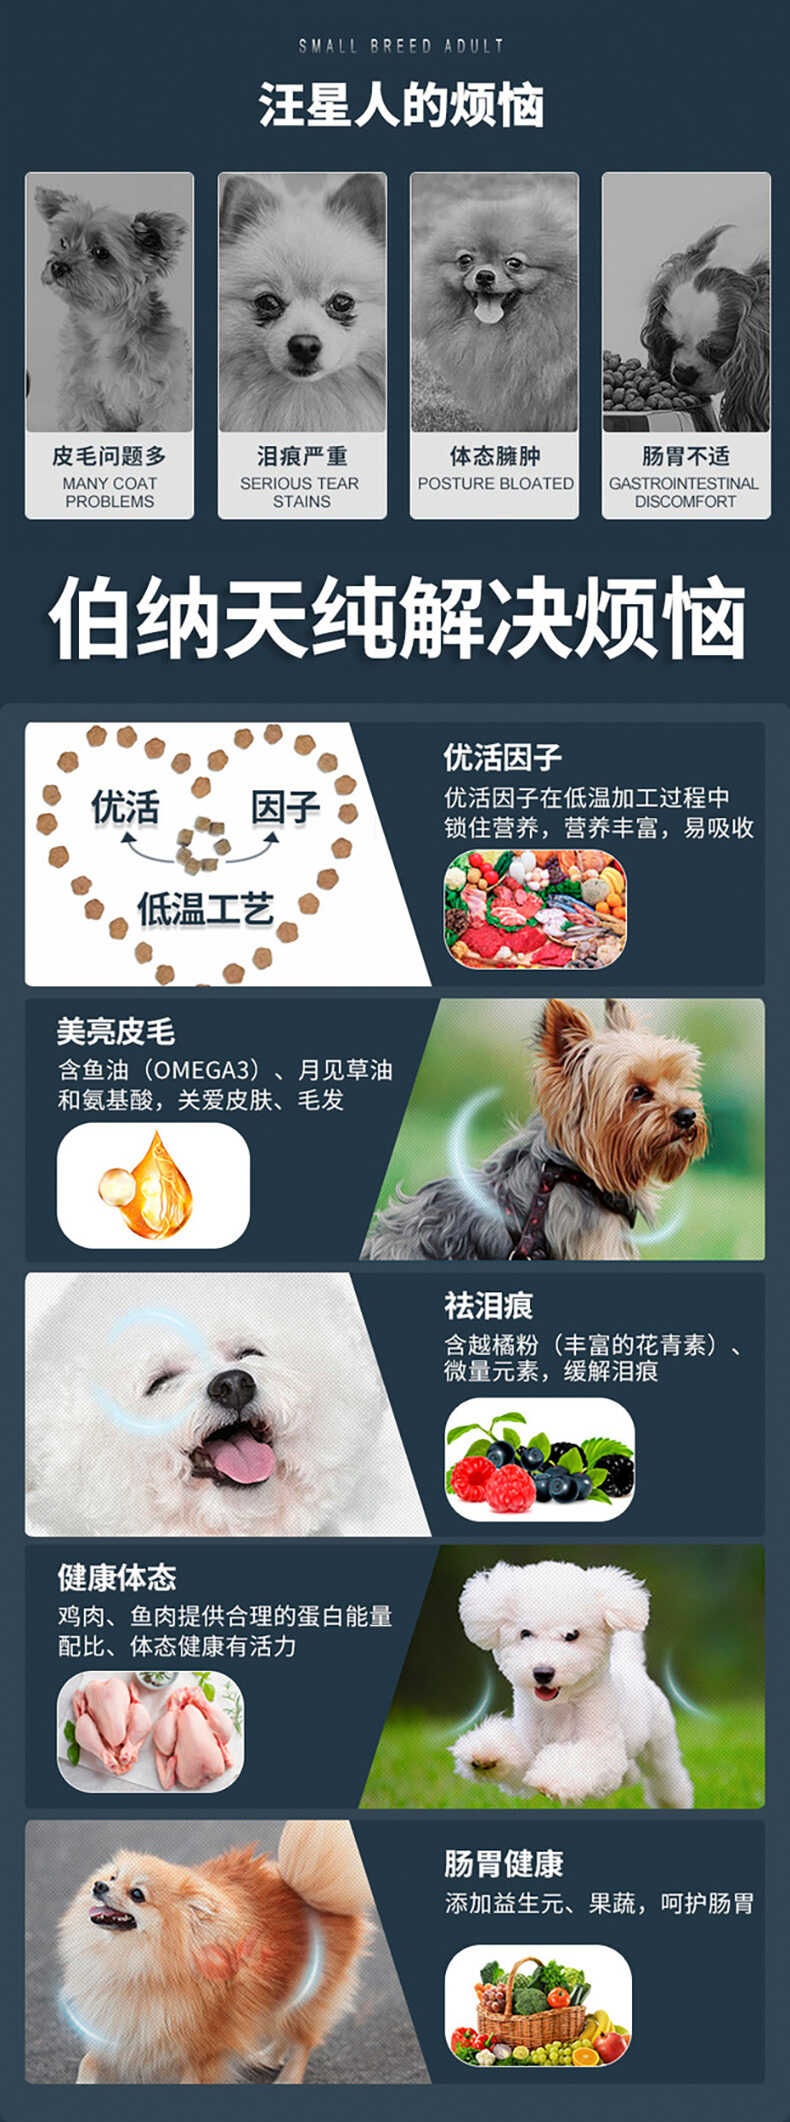 SMALL BREED ADULT
汪星人的烦恼
皮毛问题多
MANY COAT
PROBLEMS
泪痕严重
SERIOUS TEAR
STAINS
体态臃肿
POSTURE BLOATED
肠胃不适
GASTROINTESTINAL
DISCOMFORT
伯纳天纯解决烦恼
优活
因子
低温工艺
优活因子
优活因子在低温加工过程中
锁住营养，营养丰富，易吸收
美亮皮毛
含鱼油（OMEGA3）、月见草油
和氨基酸，关爱皮肤、毛发
祛泪痕
含越橘粉（丰富的花青素）、
微量元素，缓解泪痕
健康体态
鸡肉、鱼肉提供合理的蛋白能量
配比、体态健康有活力
肠胃健康
添加益生元、果蔬，呵护肠胃